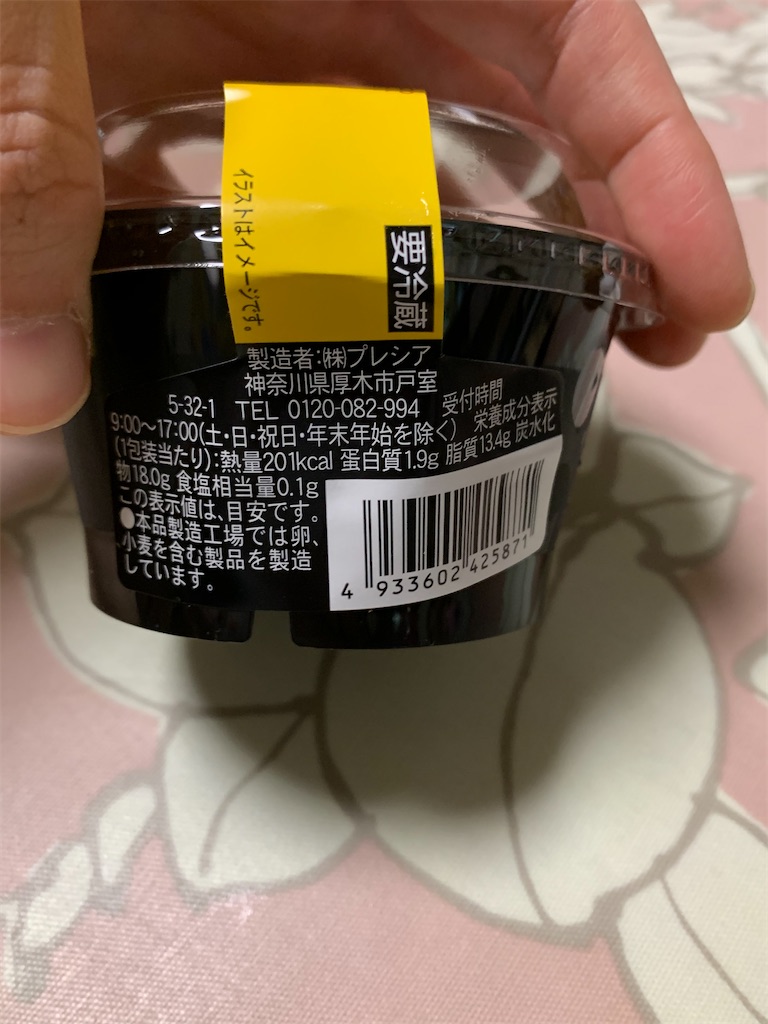 イラストはイメージです。
要冷蔵
製造者:㈱プレシア
神奈川県厚木市戸室
5-32-1 TEL 0120-082-994 受付時間
9:00〜17:00(土・日・祝日・年末年始を除く) 栄養成分表示
(1包装当たり):熱量201kcal 蛋白質1.9g 脂質13.4g 炭水化
物18.0g 食塩相当量0.1g
この表示値は、目安です。
●本品製造工場では卵、
小麦を含む製品を製造
しています。
4 933602 425871